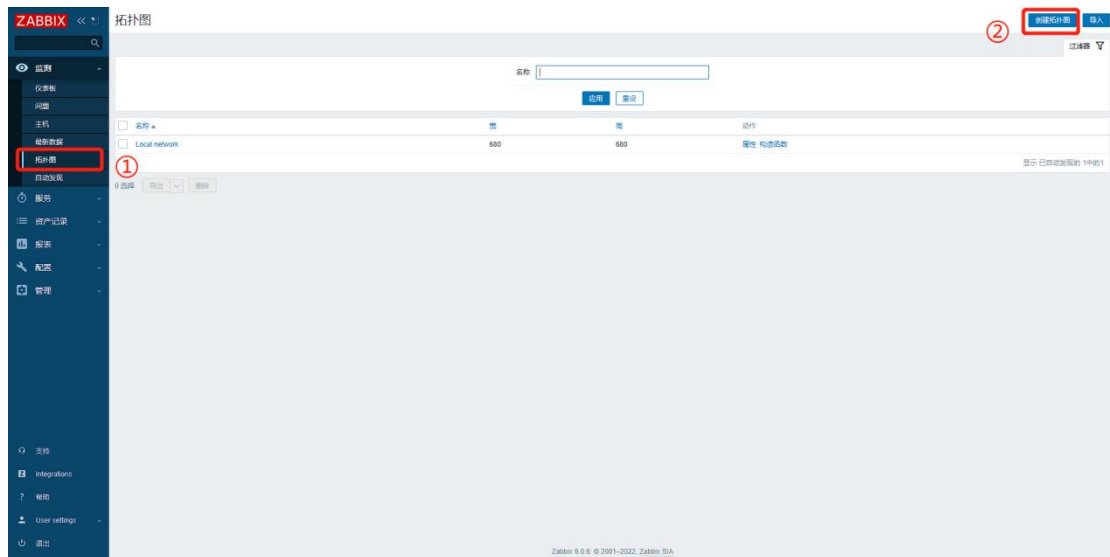 ZABBIX
拓扑图
②
创建拓扑图
导入
过滤器
监测
仪表板
问题
主机
最新数据
拓扑图
自动发现
①
服务
资产记录
报表
配置
管理
名称
应用
重设
名称
宽
高
动作
Local network
680
680
属性 构造函数
显示 已自动发现的 1中的1
0 选择
导出
删除
支持
Integrations
帮助
User settings
退出
Zabbix 6.0.6. © 2001–2022, Zabbix SIA